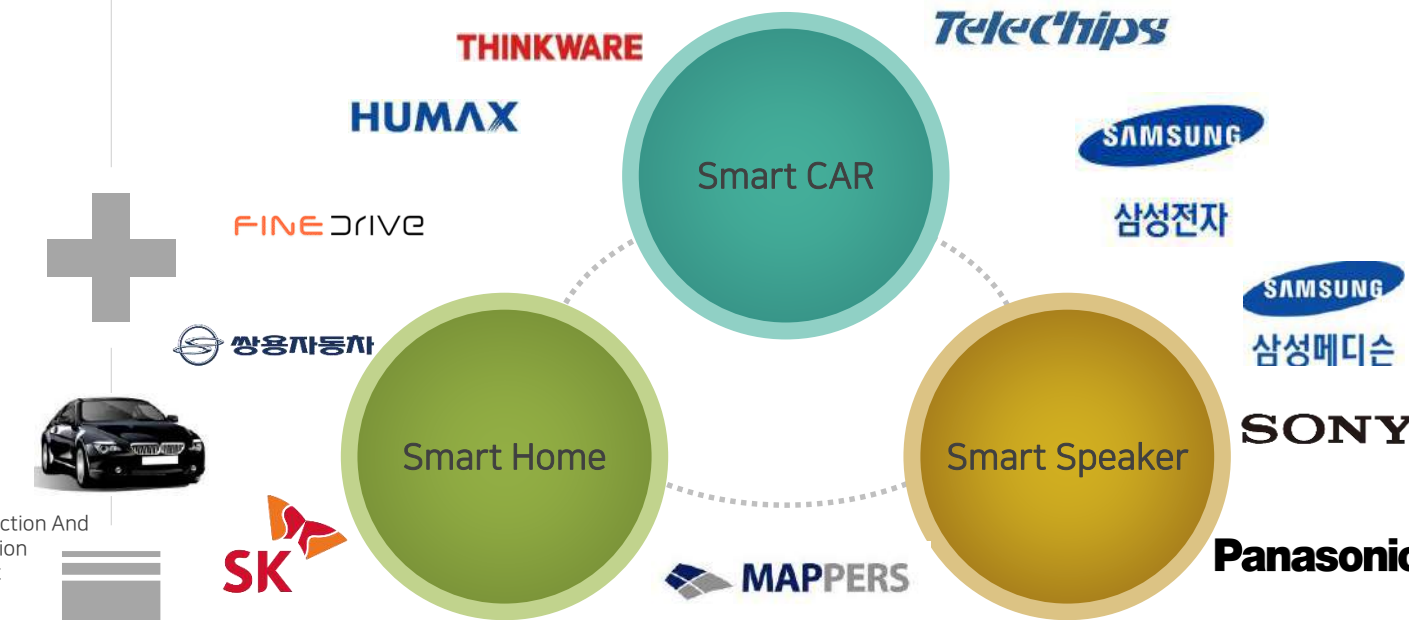 TeleChips
THINKWARE
HUMAX
SAMSUNG
Smart CAR
삼성전자
FINE Drive
SAMSUNG
삼성메디슨
쌍용자동차
SONY
Smart Home
Smart Speaker
ction And
ion
SK
MAPPERS
Panasonic